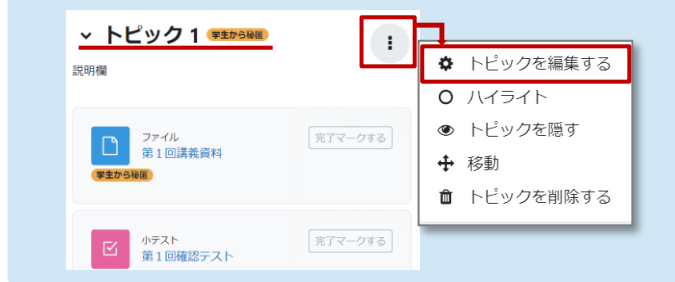 トピック 1 学生から秘匿
説明欄
ファイル
第1回講義資料
完了マークする
学生から秘匿
小テスト
第1回確認テスト
完了マークする
トピックを編集する
ハイライト
トピックを隠す
移動
トピックを削除する